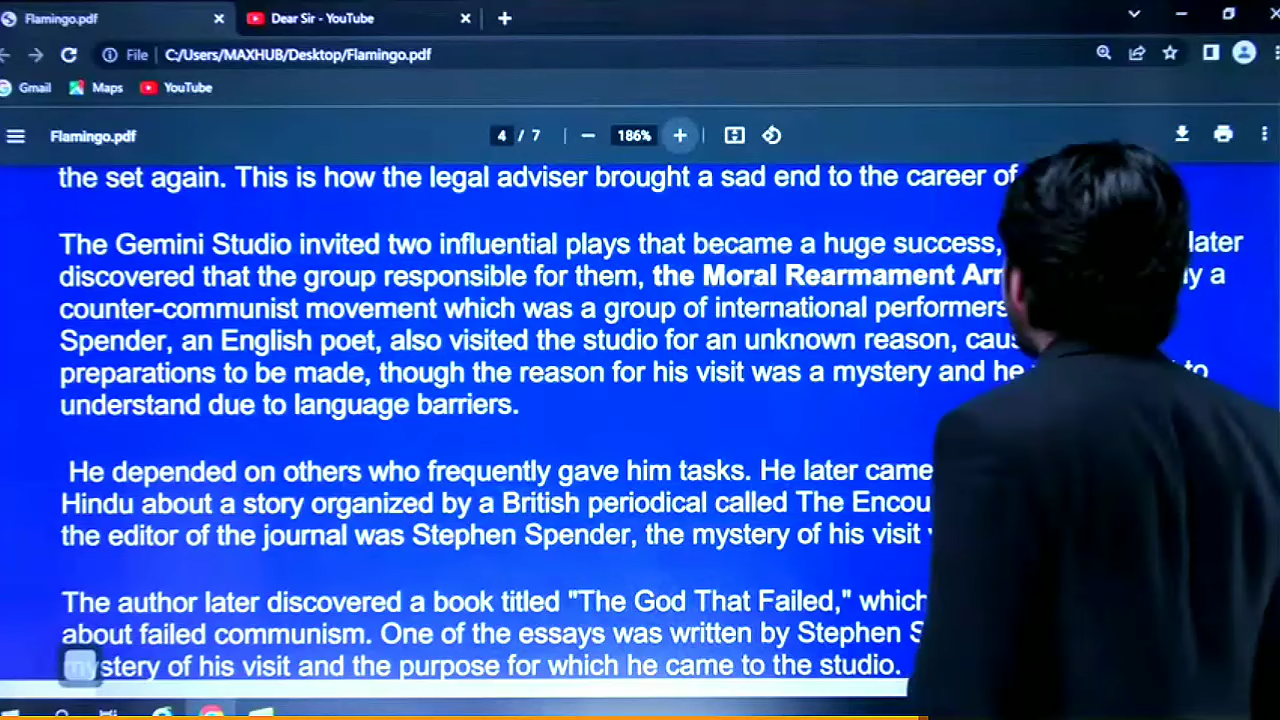 Flamingo.pdf
Dear Sir - YouTube
File
C:/Users/MAXHUB/Desktop/Flamingo.pdf
Gmail
Maps
YouTube
Flamingo.pdf
4 / 7
186%
the set again. This is how the legal adviser brought a sad end to the career of
The Gemini Studio invited two influential plays that became a huge success, later
discovered that the group responsible for them, the Moral Rearmament a
counter-communist movement which was a group of international performers
Spender, an English poet, also visited the studio for an unknown reason,
preparations to be made, though the reason for his visit was a mystery and he to
understand due to language barriers.
He depended on others who frequently gave him tasks. He later came
Hindu about a story organized by a British periodical called The
the editor of the journal was Stephen Spender, the mystery of his visit
The author later discovered a book titled "The God That Failed," which
about failed communism. One of the essays was written by Stephen
mystery of his visit and the purpose for which he came to the studio.